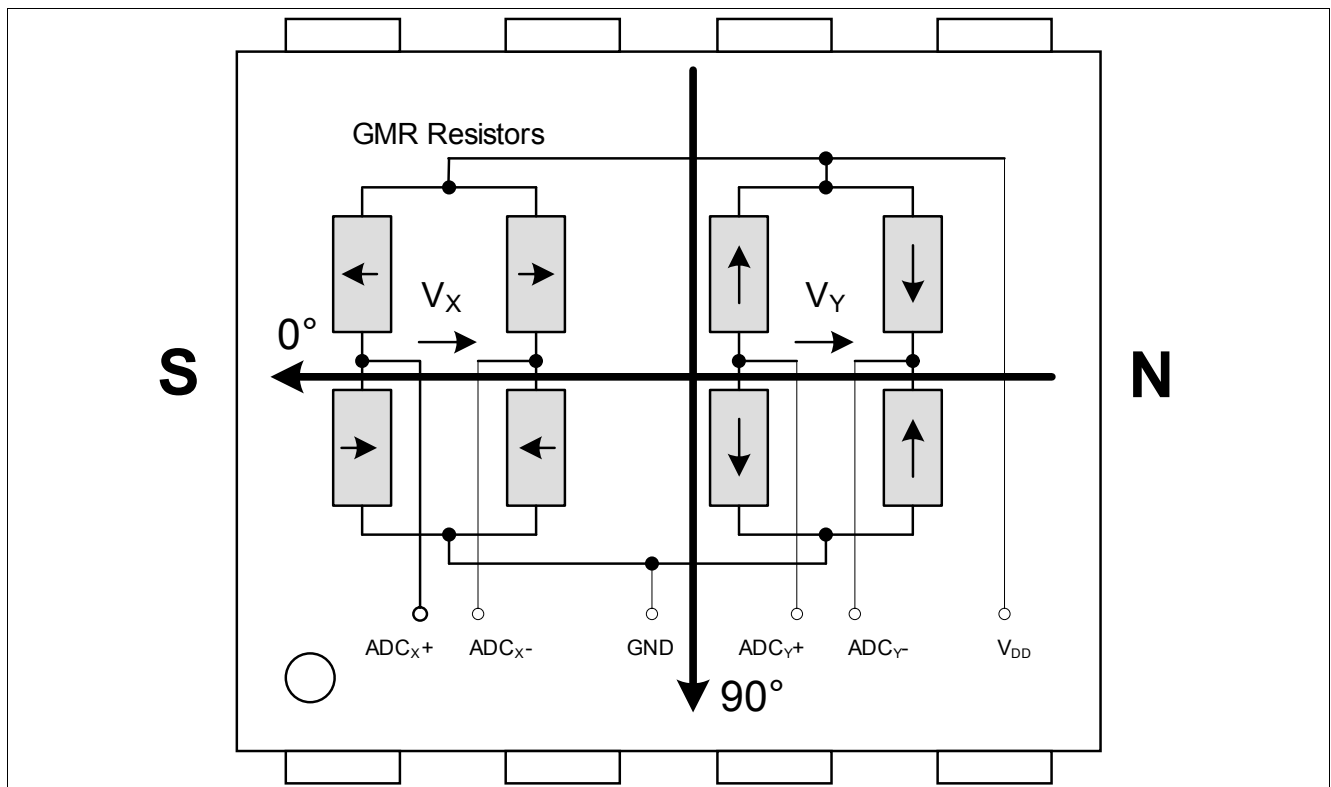 GMR Resistors
V_X
V_Y
0°
S
N
ADC_X+
ADC_X-
GND
ADC_Y+
ADC_Y-
V_DD
90°